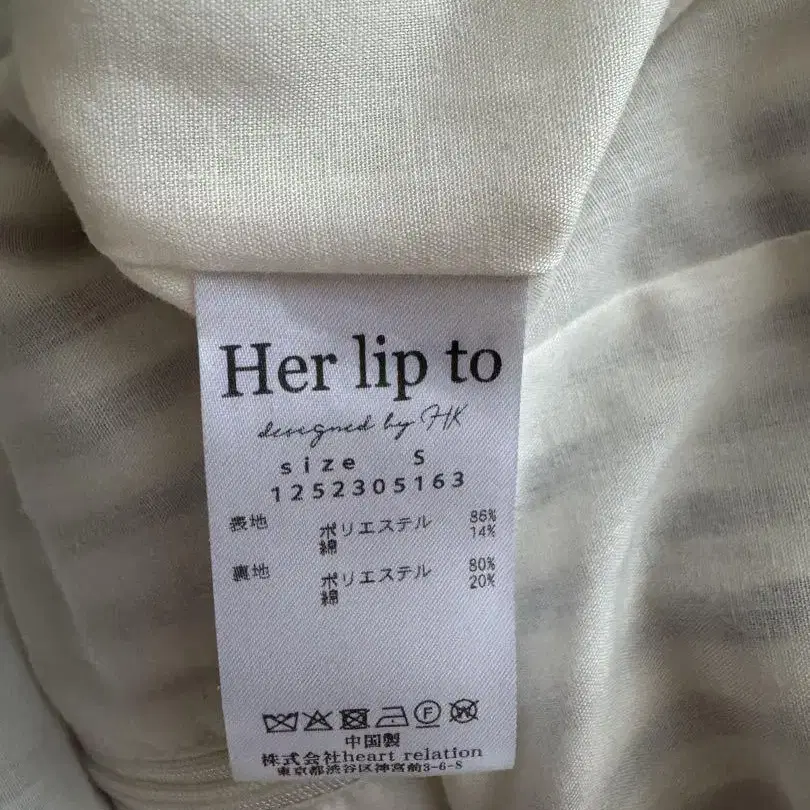 Her lip to
designed by HK
size S
1252305163
表地 ポリエステル 86%
綿 14%
裏地 ポリエステル 80%
綿 20%
中国製
株式会社heart relation
東京都渋谷区神宮前3-6-8